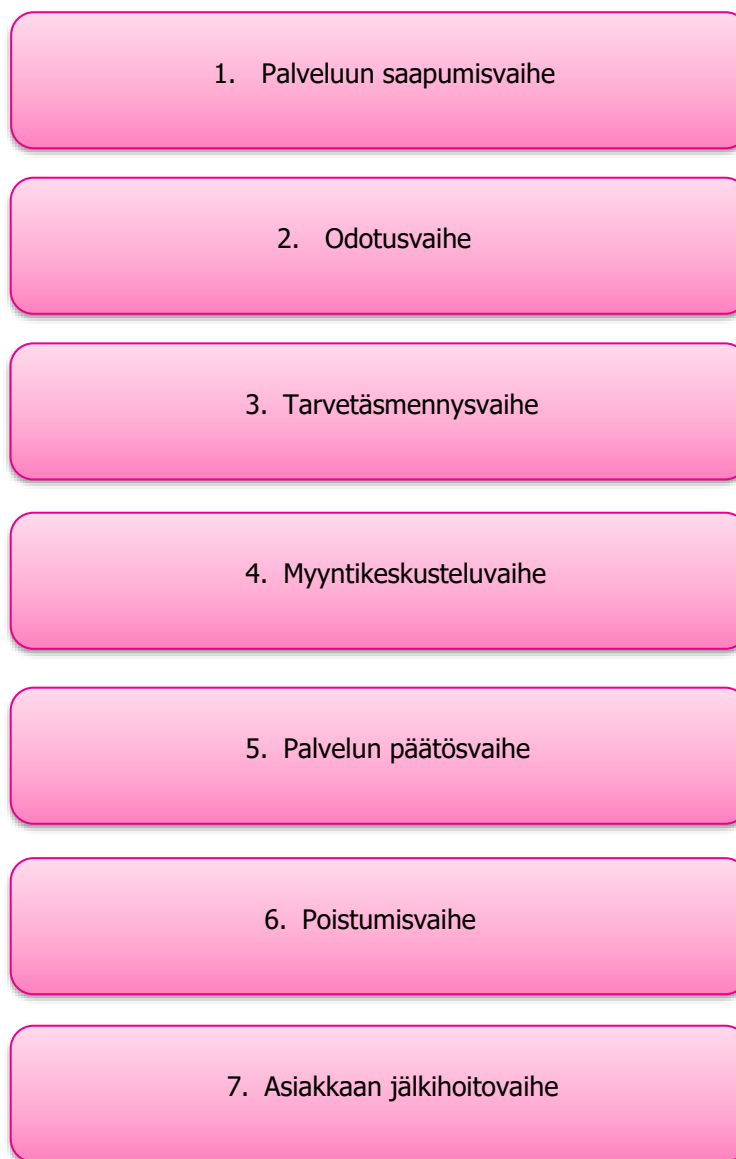 1. Palveluun saapumisvaihe
2. Odotusvaihe
3. Tarvetäsmennysvaihe
4. Myyntikeskusteluvaihe
5. Palvelun päätösvaihe
6. Poistumisvaihe
7. Asiakkaan jälkihoitovaihe